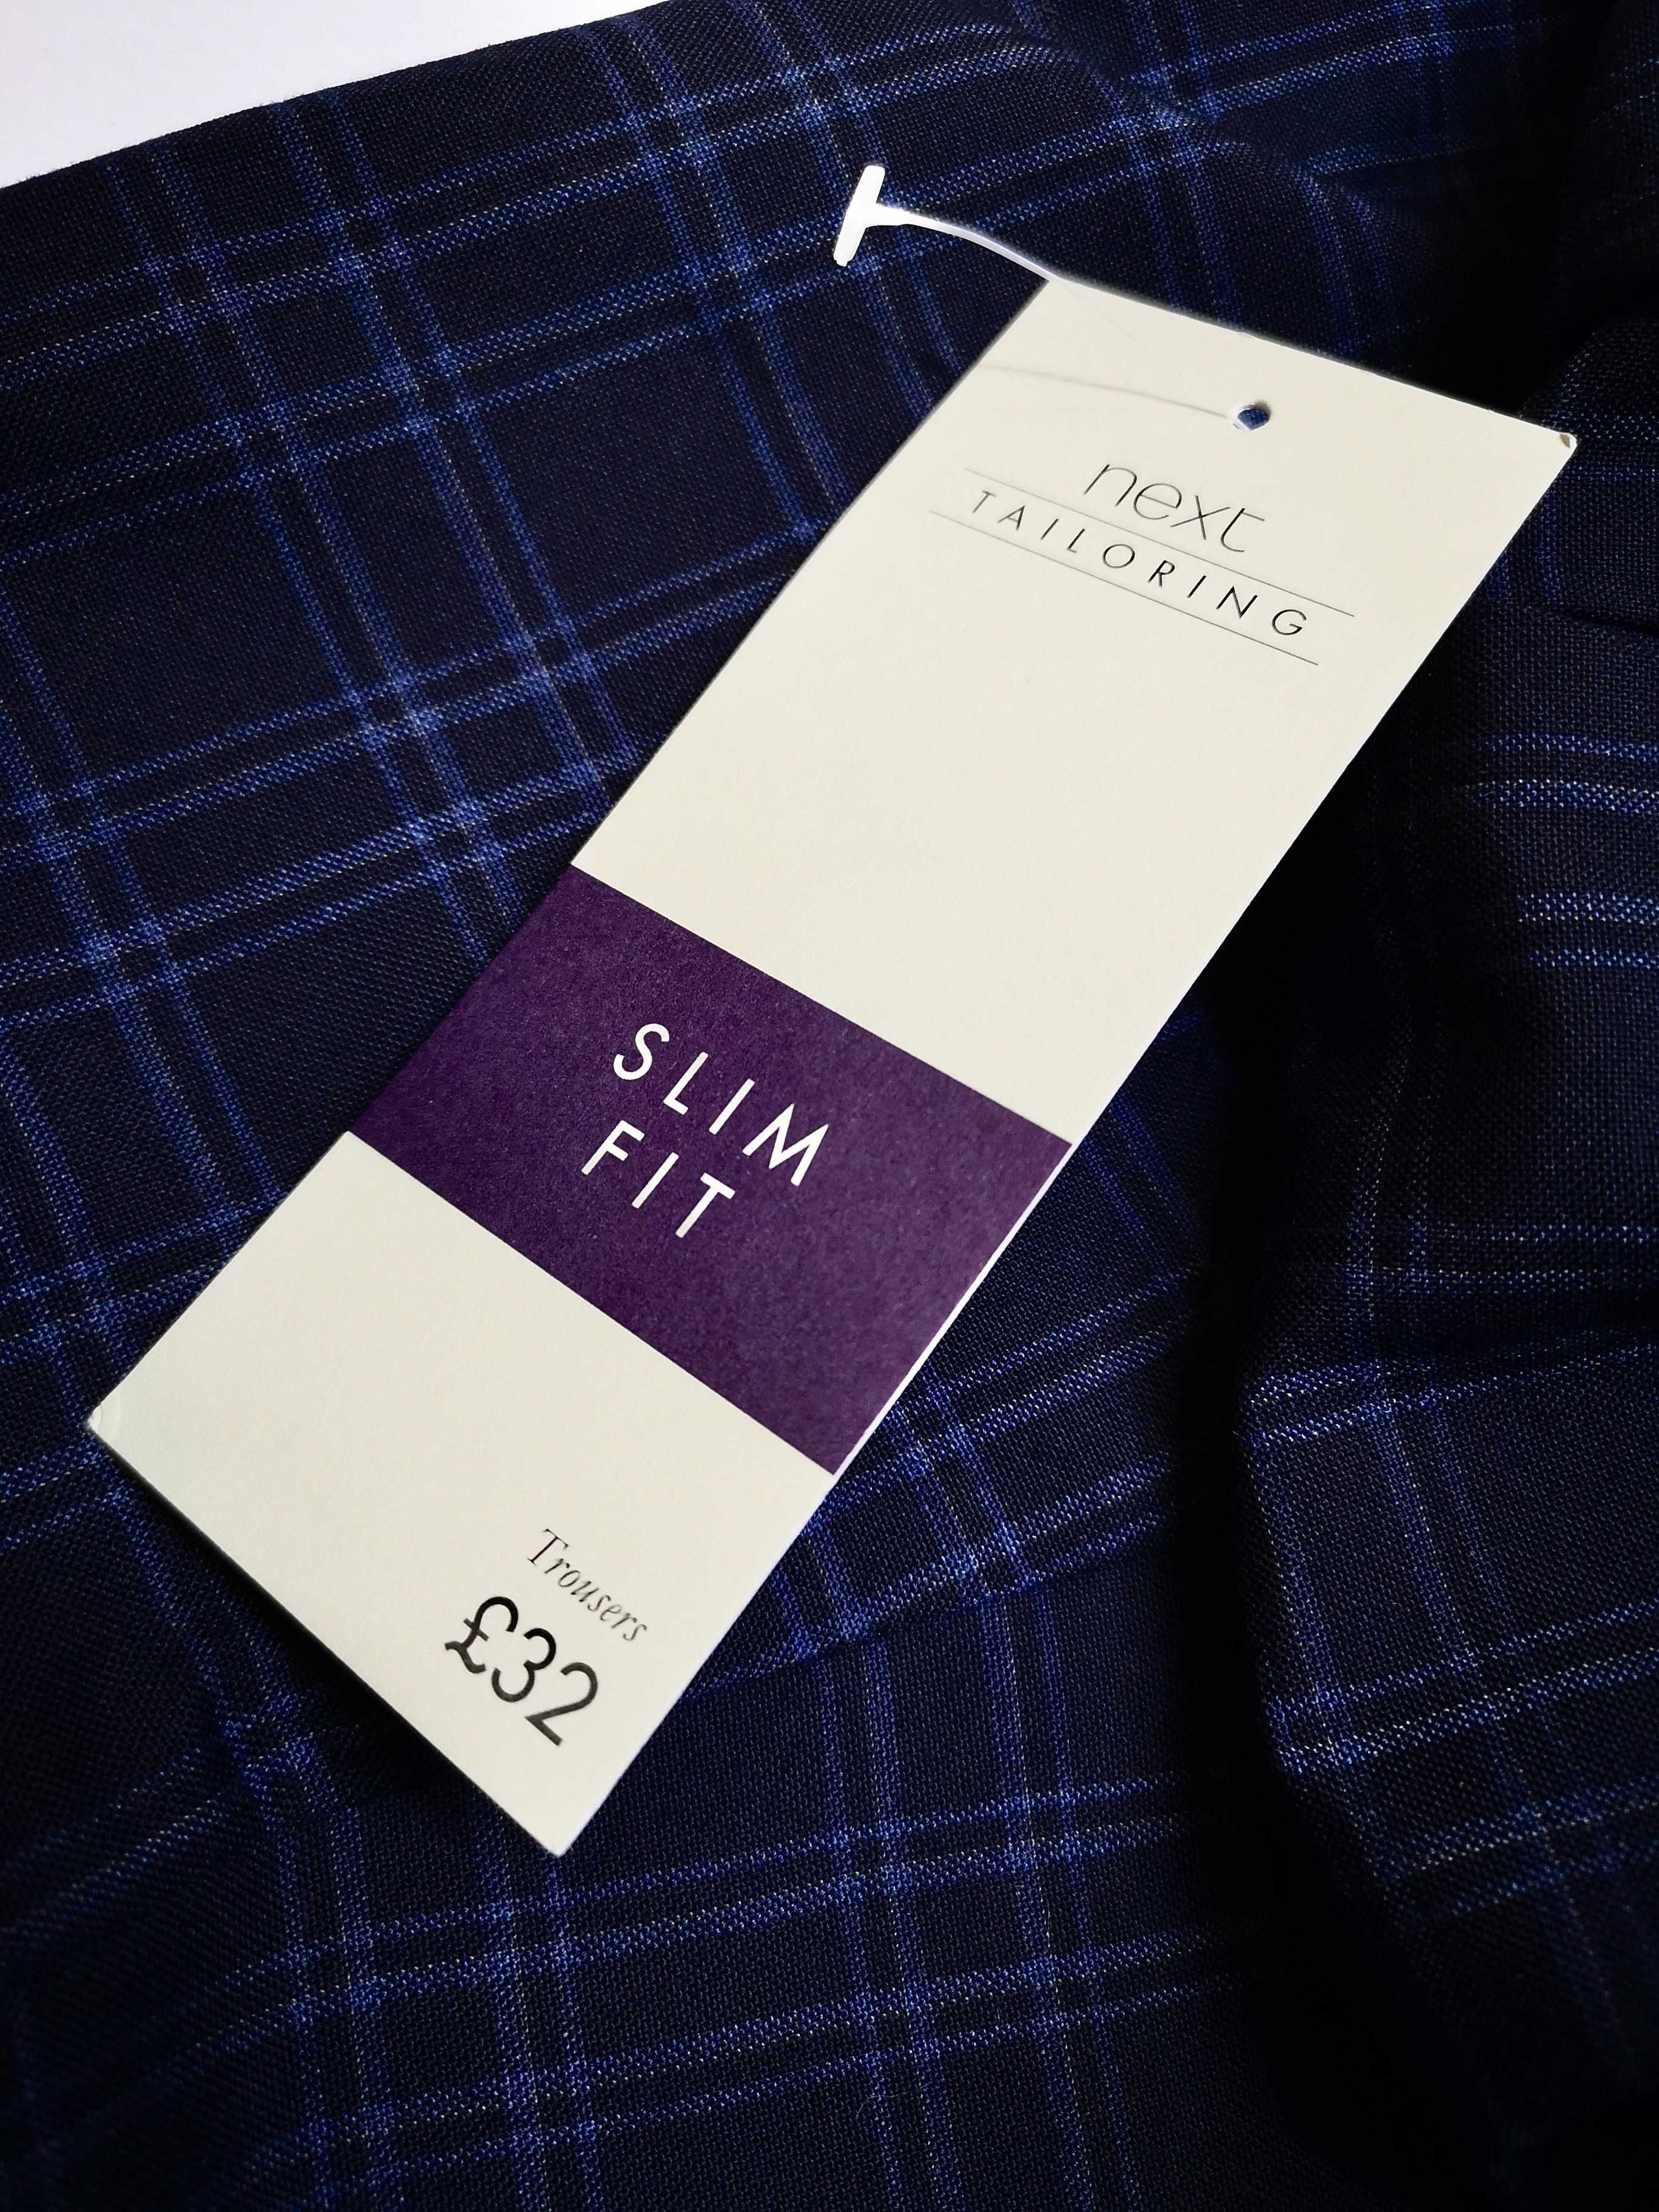 next
TAILORING
SLIM
FIT
Trousers
£32